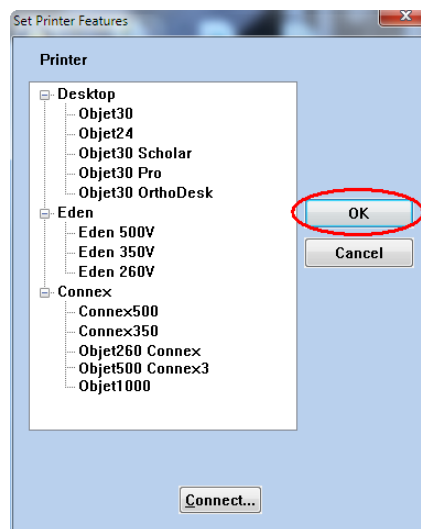 Set Printer Features
Printer
Desktop
Objet30
Objet24
Objet30 Scholar
Objet30 Pro
Objet30 OrthoDesk
Eden
Eden 500V
Eden 350V
Eden 260V
Connex
Connex500
Connex350
Objet260 Connex
Objet500 Connex3
Objet1000
OK
Cancel
Connect...